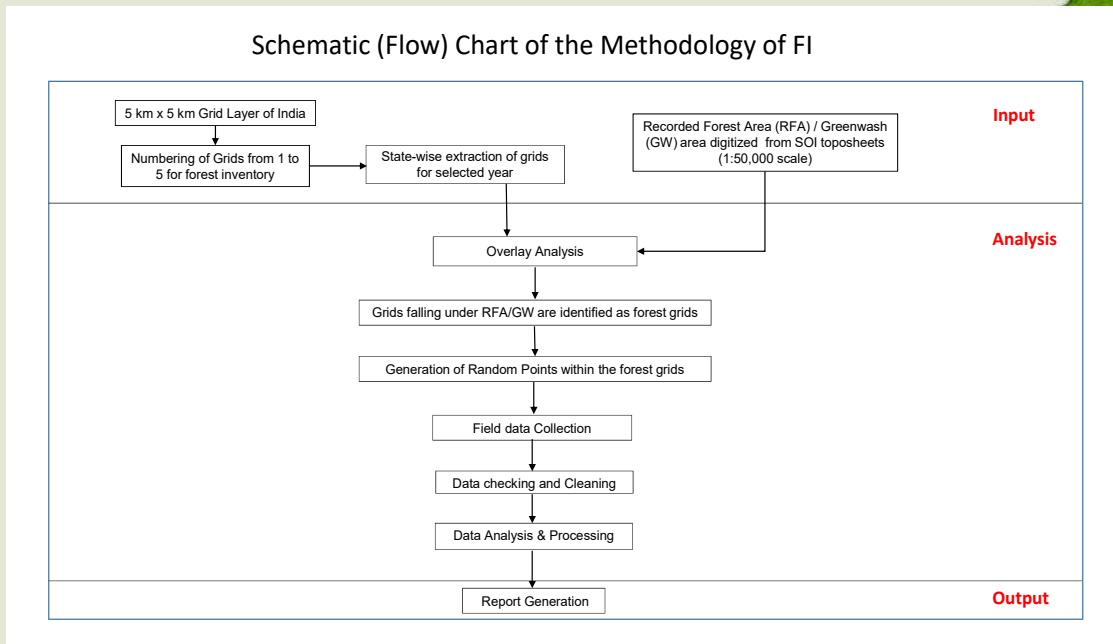 Schematic (Flow) Chart of the Methodology of FI
5 km x 5 km Grid Layer of India
Input
Recorded Forest Area (RFA) / Greenwash
(GW) area digitized from SOI toposheets
(1:50,000 scale)
Numbering of Grids from 1 to
5 for forest inventory
State-wise extraction of grids
for selected year
Analysis
Overlay Analysis
Grids falling under RFA/GW are identified as forest grids
Generation of Random Points within the forest grids
Field data Collection
Data checking and Cleaning
Data Analysis & Processing
Report Generation
Output